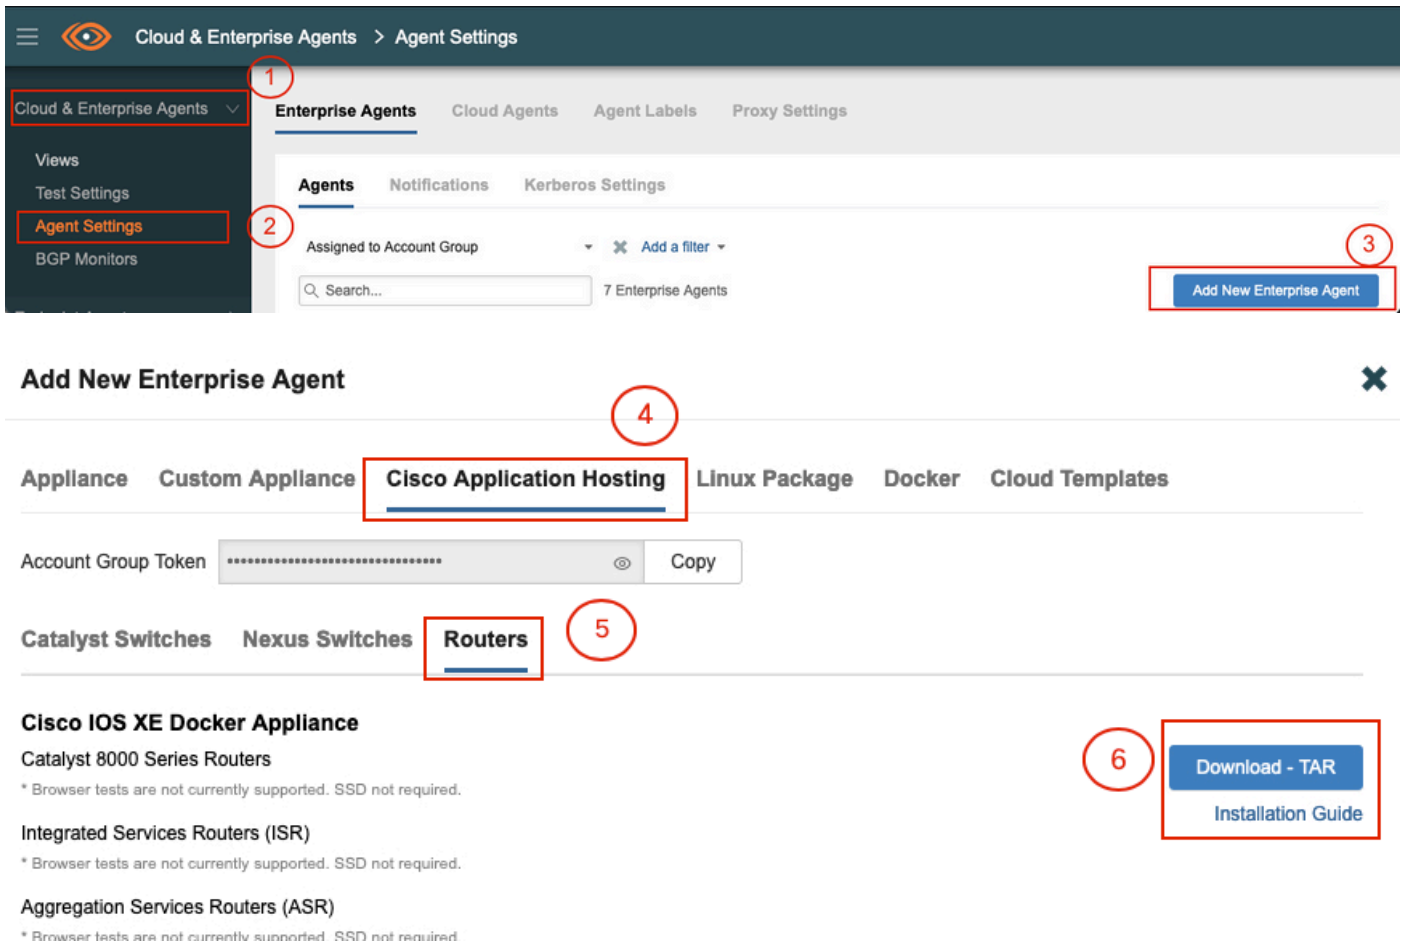 Cloud & Enterprise Agents > Agent Settings
1
Cloud & Enterprise Agents
Enterprise Agents Cloud Agents Agent Labels Proxy Settings
Views
Test Settings
Agent Settings
BGP Monitors
2
Agents Notifications Kerberos Settings
Assigned to Account Group Add a filter
3
Search... 7 Enterprise Agents Add New Enterprise Agent
Add New Enterprise Agent
4
Appliance Custom Appliance Cisco Application Hosting Linux Package Docker Cloud Templates
Account Group Token •••••••••••••••••••••••••••••••• Copy
Catalyst Switches Nexus Switches Routers 5
Cisco IOS XE Docker Appliance
Catalyst 8000 Series Routers
* Browser tests are not currently supported. SSD not required.
6
Download - TAR
Installation Guide
Integrated Services Routers (ISR)
* Browser tests are not currently supported. SSD not required.
Aggregation Services Routers (ASR)
* Browser tests are not currently supported. SSD not required.